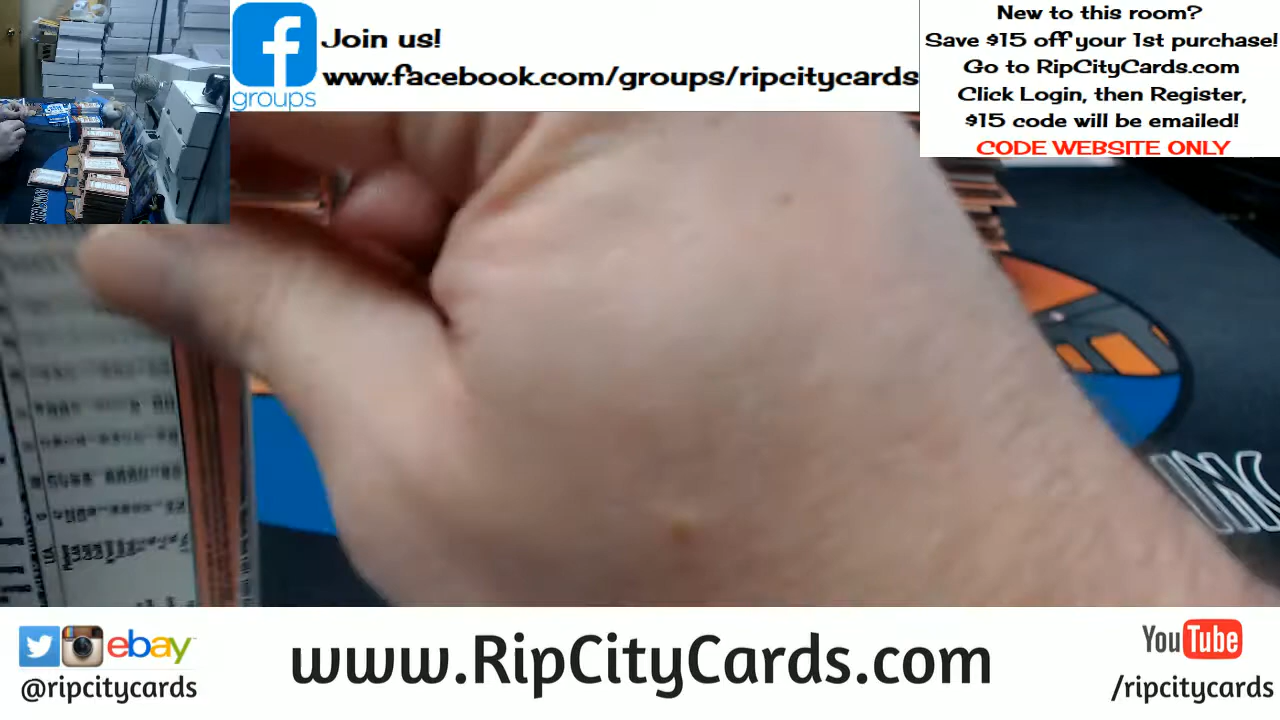 Join us!
www.facebook.com/groups/ripcitycards
groups
New to this room?
Save $15 off your 1st purchase!
Go to RipCityCards.com
Click Login, then Register,
$15 code will be emailed!
CODE WEBSITE ONLY
ebay
@ripcitycards
www.RipCityCards.com
YouTube
/ripcitycards